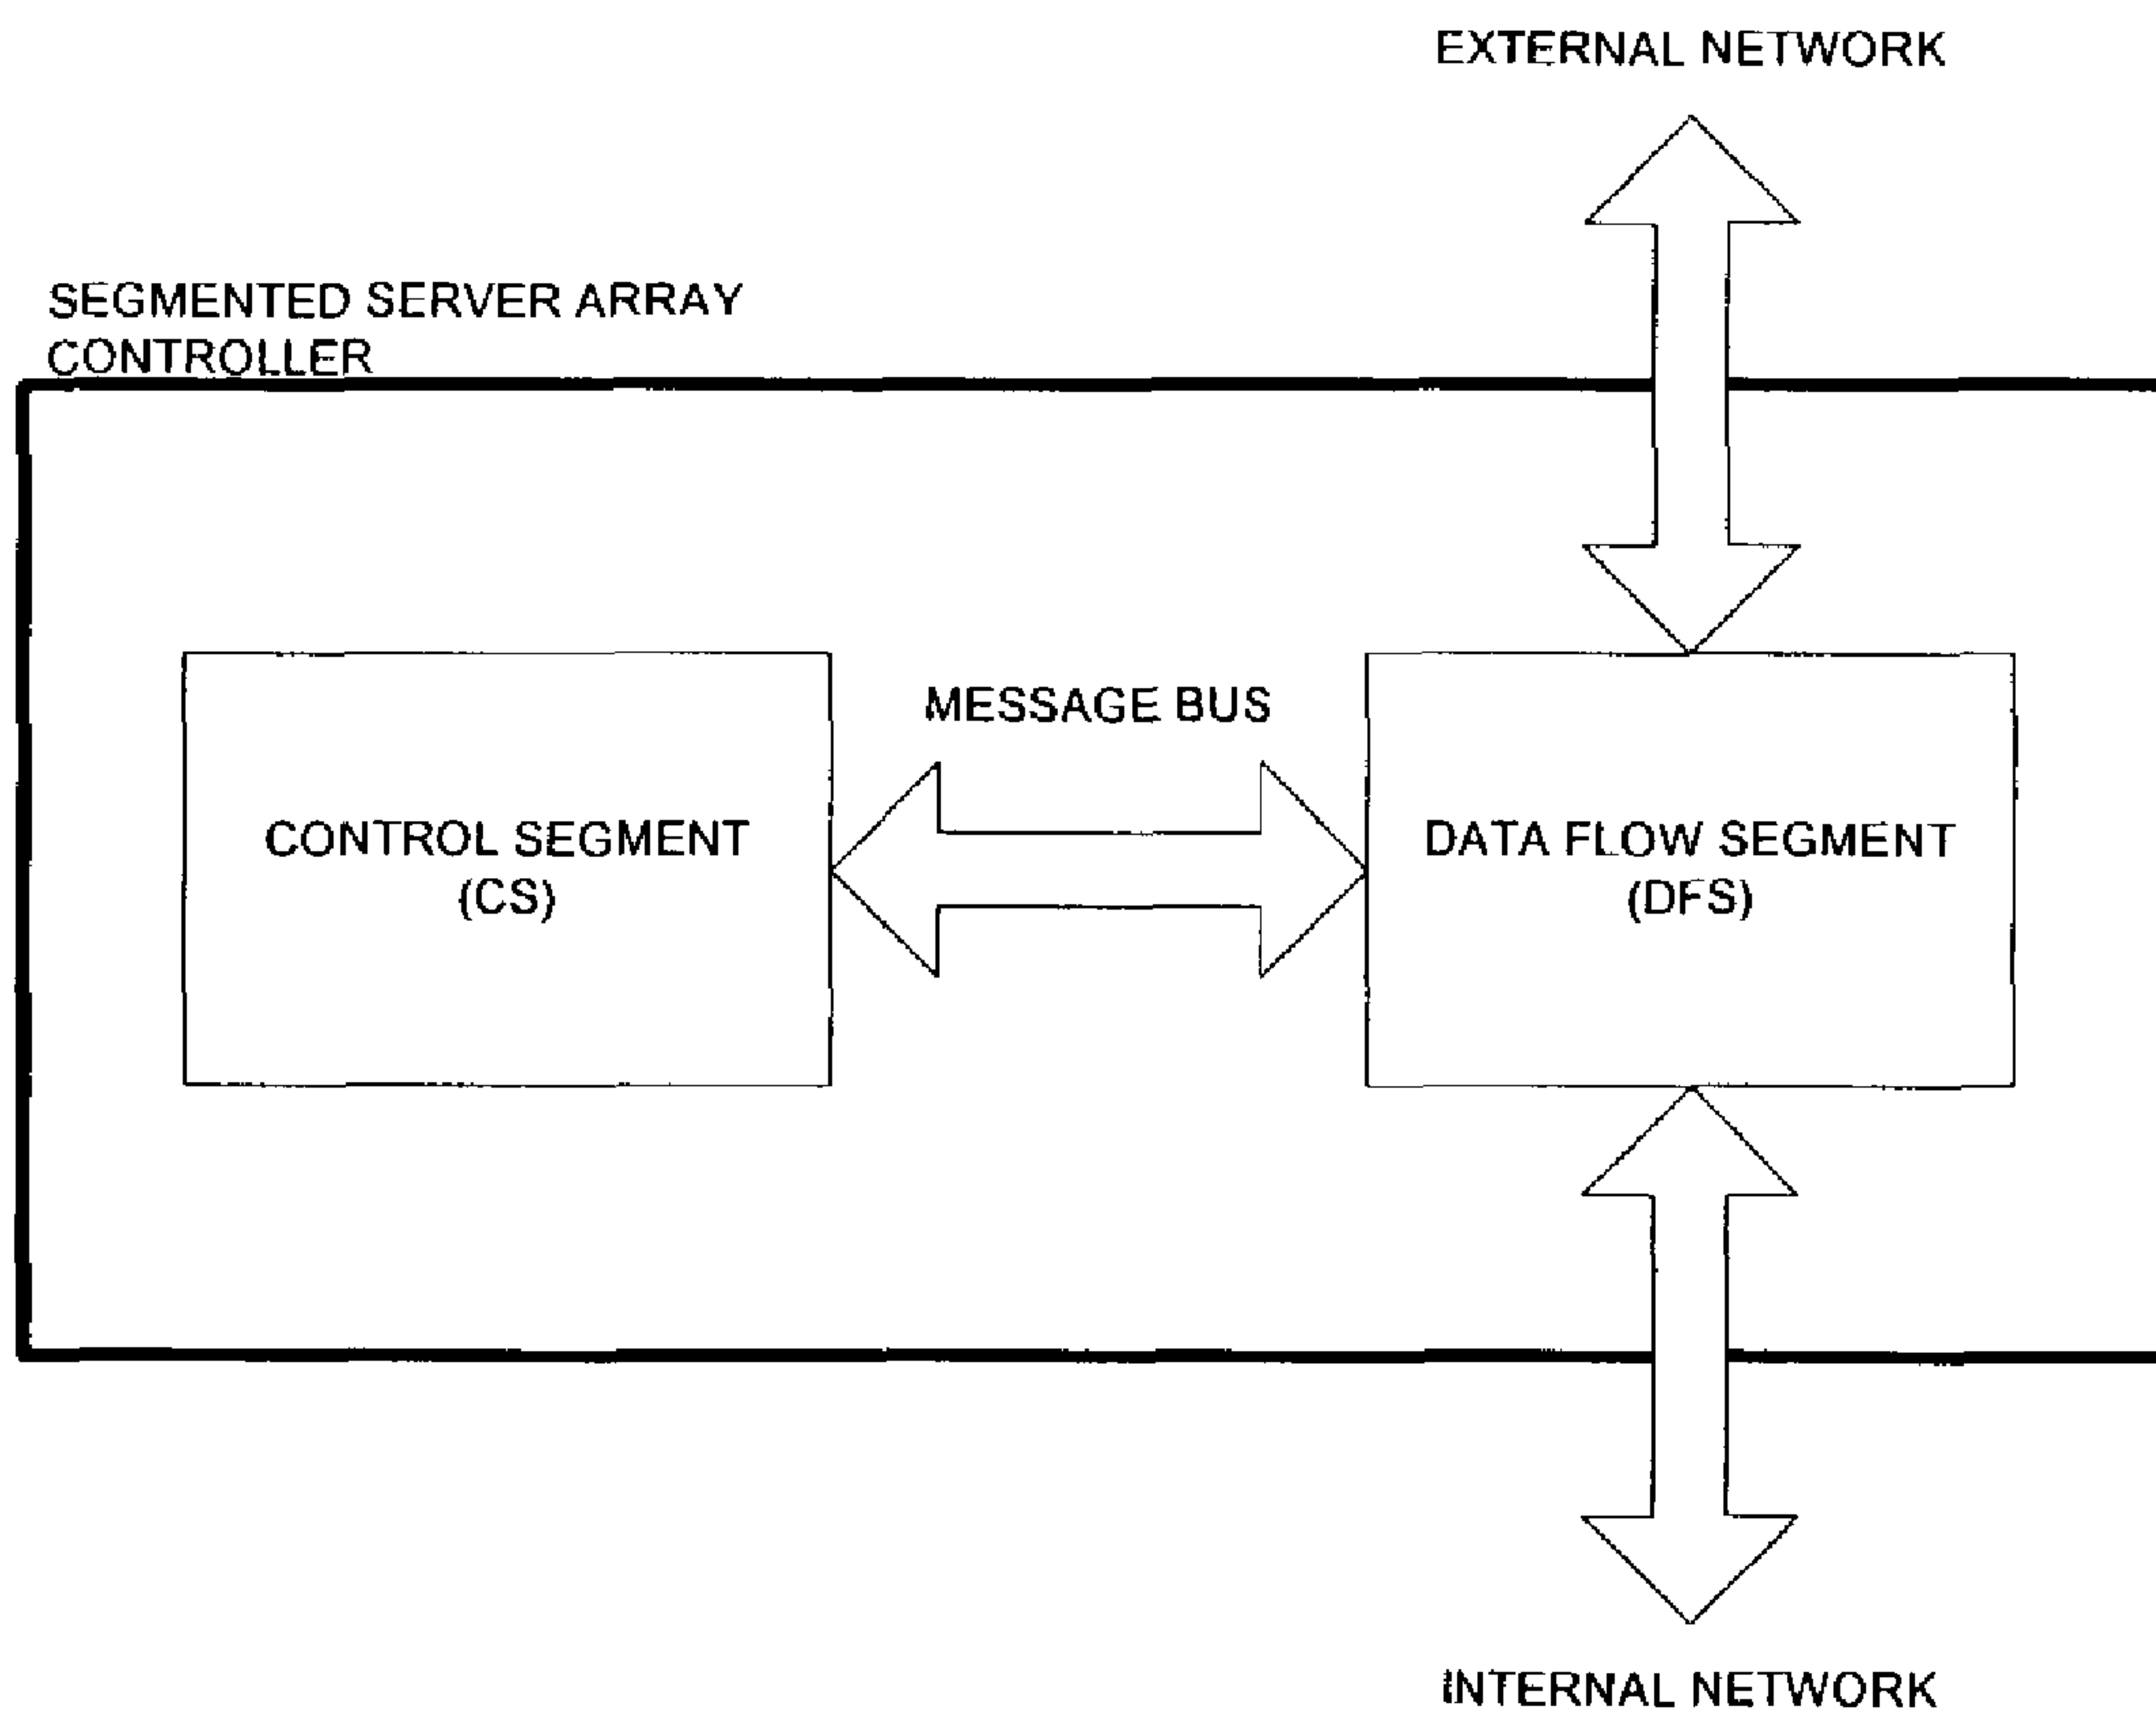 EXTERNAL NETWORK
SEGMENTED SERVER ARRAY
CONTROLLER
MESSAGE BUS
CONTROL SEGMENT
(CS)
DATA FLOW SEGMENT
(DFS)
INTERNAL NETWORK